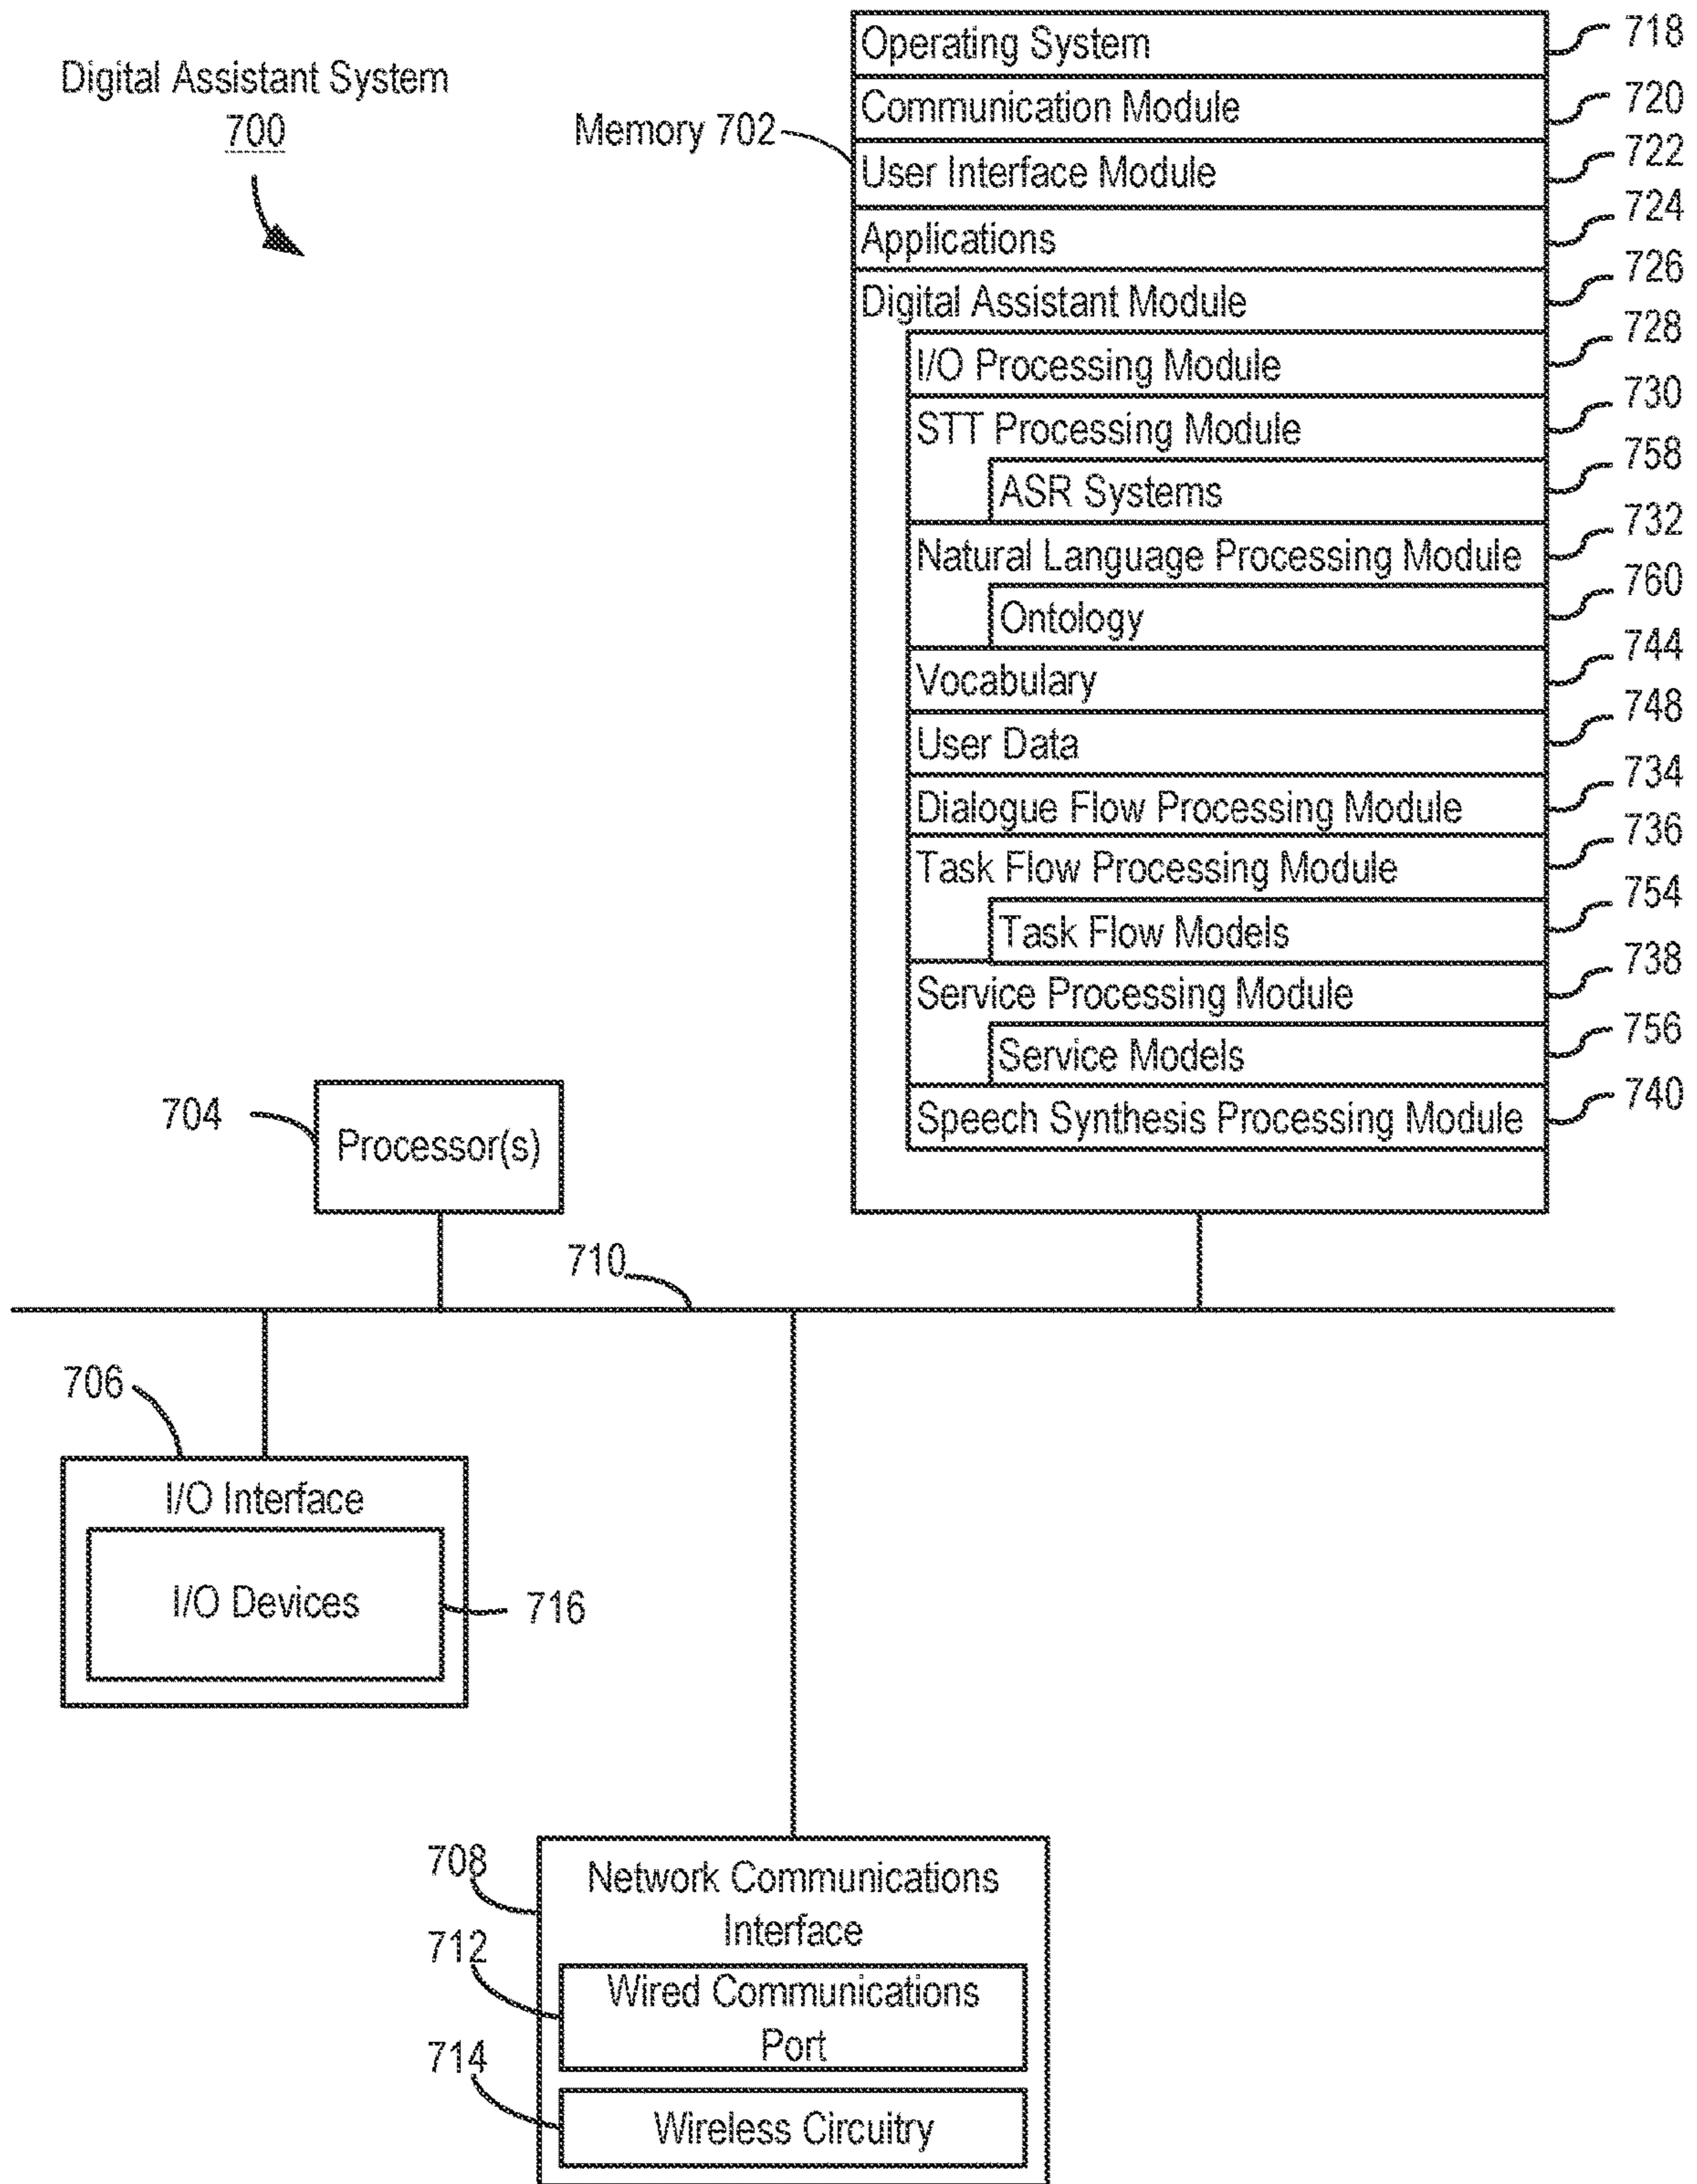 Digital Assistant System
700
Memory 702
Operating System 718
Communication Module 720
User Interface Module 722
Applications 724
Digital Assistant Module 726
I/O Processing Module 728
STT Processing Module 730
ASR Systems 758
Natural Language Processing Module 732
Ontology 760
Vocabulary 744
User Data 748
Dialogue Flow Processing Module 734
Task Flow Processing Module 736
Task Flow Models 754
Service Processing Module 738
Service Models 756
Speech Synthesis Processing Module 740
704
Processor(s)
710
706
I/O Interface
I/O Devices
716
708
Network Communications
Interface
712
Wired Communications
Port
714
Wireless Circuitry